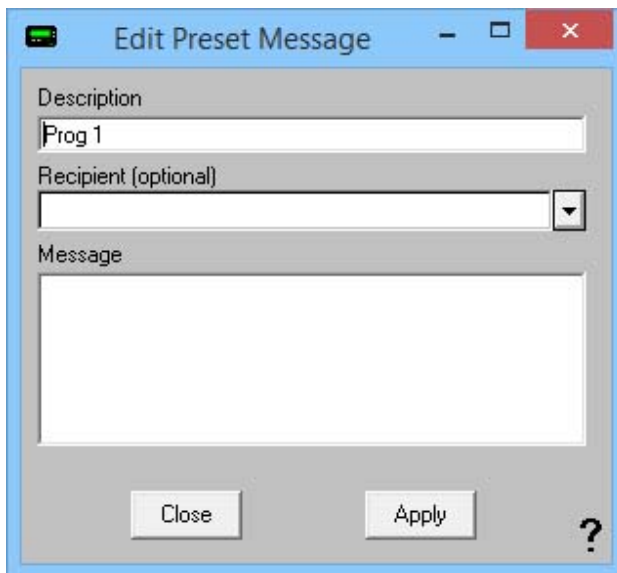 Edit Preset Message
Description
Prog 1
Recipient (optional)
Message
Close
Apply
?